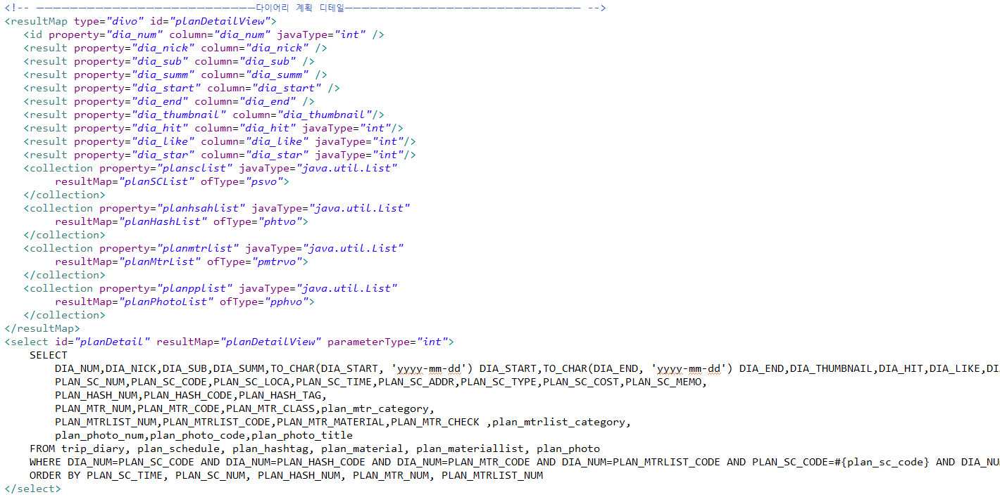 <!-- ——————————————————————————다이어리 계획 디테일———————————————————————————— -->
<resultMap type="divo" id="planDetailView">
<id property="dia_num" column="dia_num" javaType="int" />
<result property="dia_nick" column="dia_nick" />
<result property="dia_sub" column="dia_sub" />
<result property="dia_summ" column="dia_summ" />
<result property="dia_start" column="dia_start" />
<result property="dia_end" column="dia_end" />
<result property="dia_thumbnail" column="dia_thumbnail"/>
<result property="dia_hit" column="dia_hit" javaType="int"/>
<result property="dia_like" column="dia_like" javaType="int"/>
<result property="dia_star" column="dia_star" javaType="int"/>
<collection property="plansclist" javaType="java.util.List"
resultMap="planSCList" ofType="psvo">
</collection>
<collection property="planhsahlist" javaType="java.util.List"
resultMap="planHashList" ofType="phtvo">
</collection>
<collection property="planmtrlist" javaType="java.util.List"
resultMap="planMtrList" ofType="pmtrvo">
</collection>
<collection property="planpplist" javaType="java.util.List"
resultMap="planPhotoList" ofType="pphvo">
</collection>
</resultMap>
<select id="planDetail" resultMap="planDetailView" parameterType="int">
SELECT
DIA_NUM,DIA_NICK,DIA_SUB,DIA_SUMM,TO_CHAR(DIA_START, 'yyyy-mm-dd') DIA_START,TO_CHAR(DIA_END, 'yyyy-mm-dd') DIA_END,DIA_THUMBNAIL,DIA_HIT,DIA_LIKE,
PLAN_SC_NUM,PLAN_SC_CODE,PLAN_SC_LOCA,PLAN_SC_TIME,PLAN_SC_ADDR,PLAN_SC_TYPE,PLAN_SC_COST,PLAN_SC_MEMO,
PLAN_HASH_NUM,PLAN_HASH_CODE,PLAN_HASH_TAG,
PLAN_MTR_NUM,PLAN_MTR_CODE,PLAN_MTR_CLASS,plan_mtr_category,
PLAN_MTRLIST_NUM,PLAN_MTRLIST_CODE,PLAN_MTR_MATERIAL,PLAN_MTR_CHECK ,plan_mtrlist_category,
plan_photo_num,plan_photo_code,plan_photo_title
FROM trip_diary, plan_schedule, plan_hashtag, plan_material, plan_materiallist, plan_photo
WHERE DIA_NUM=PLAN_SC_CODE AND DIA_NUM=PLAN_HASH_CODE AND DIA_NUM=PLAN_MTR_CODE AND DIA_NUM=PLAN_MTRLIST_CODE AND PLAN_SC_CODE=#{plan_sc_code} AND
ORDER BY PLAN_SC_TIME, PLAN_SC_NUM, PLAN_HASH_NUM, PLAN_MTR_NUM, PLAN_MTRLIST_NUM
</select>